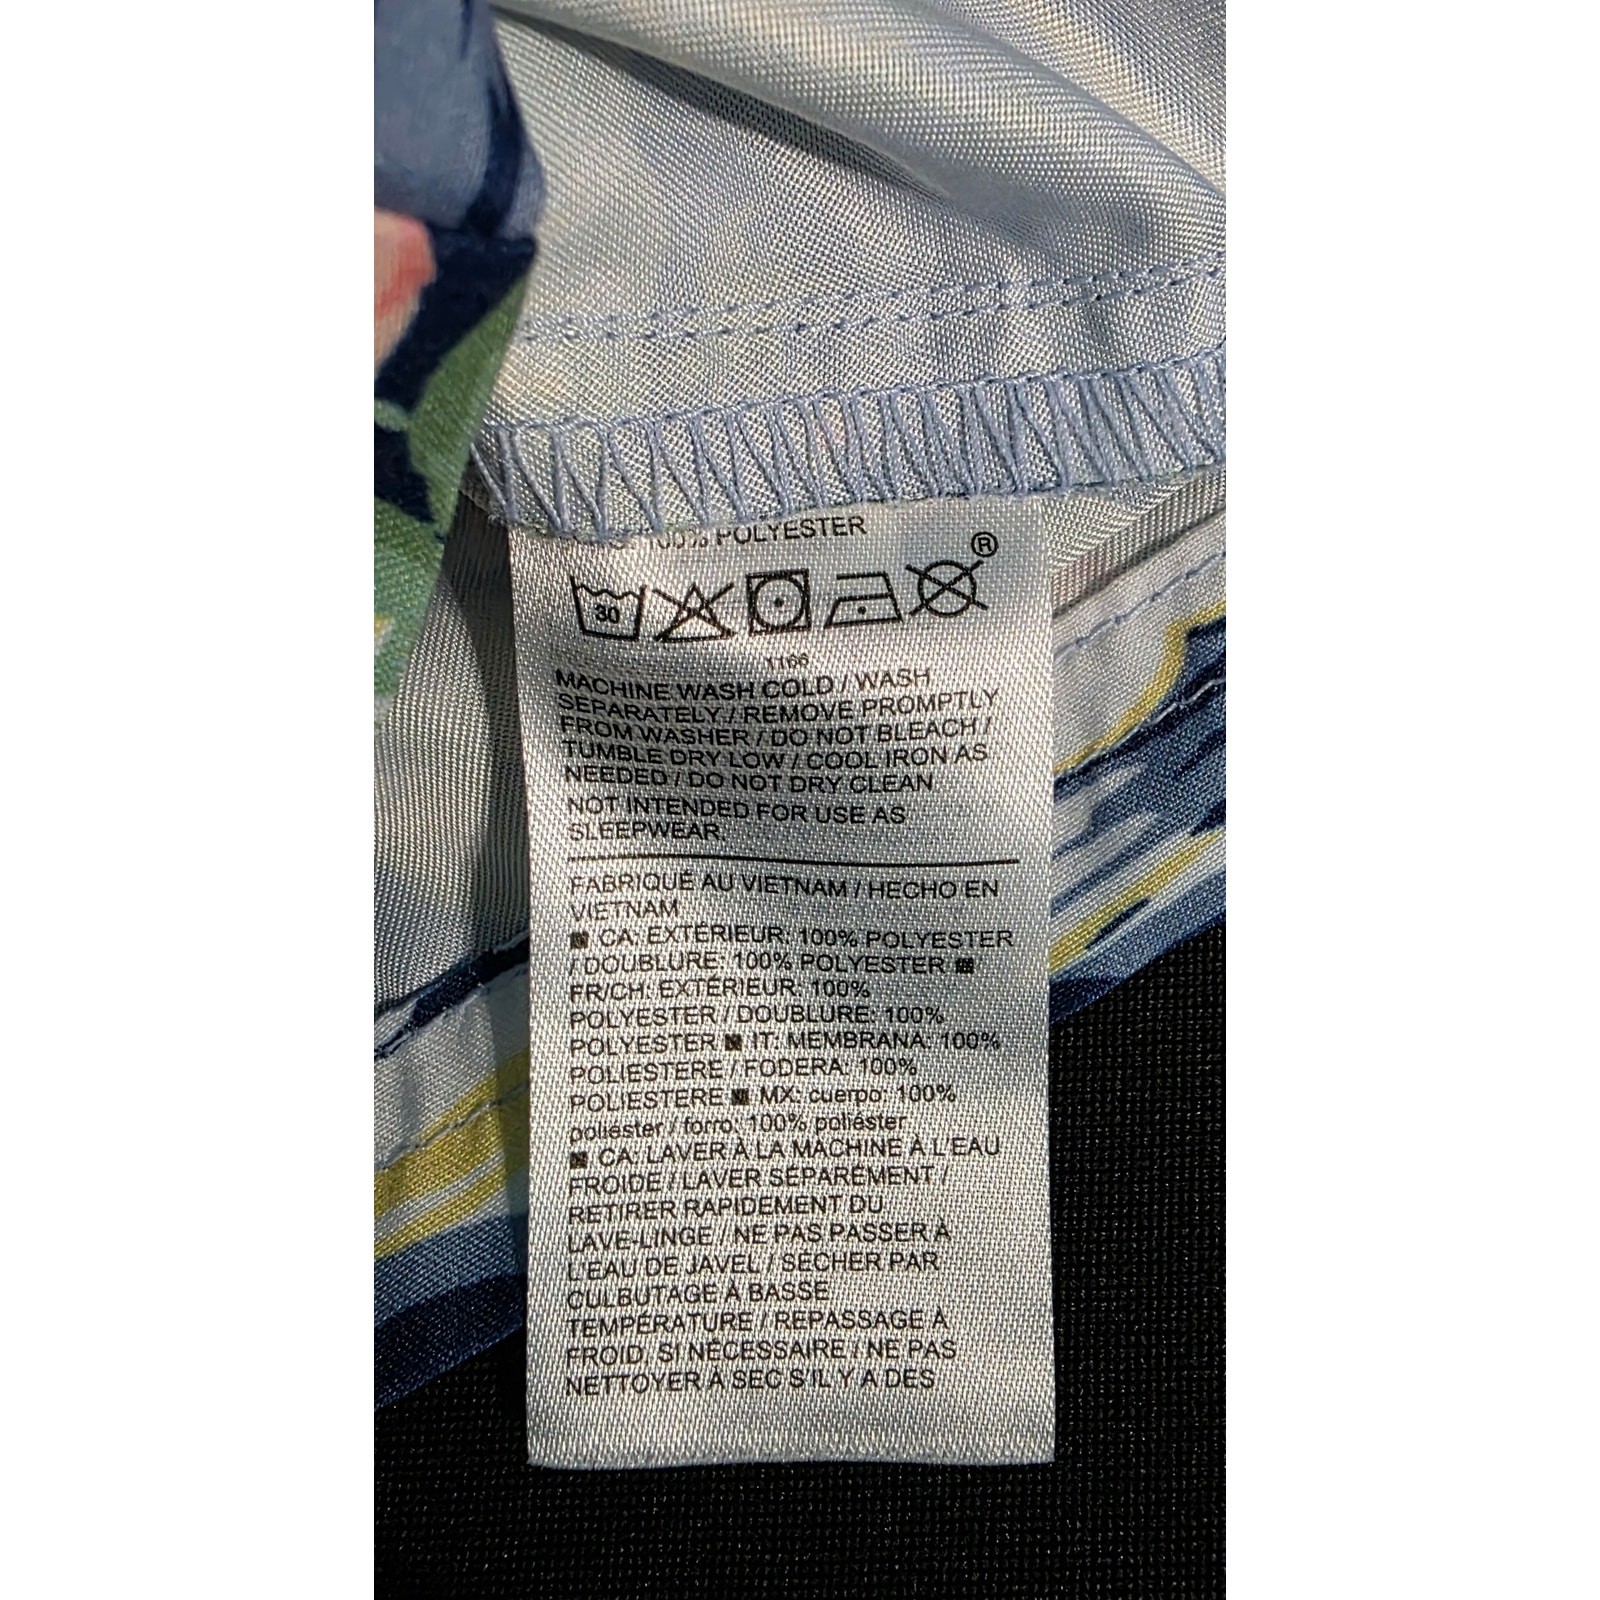 100% POLYESTER
®
30
1166
MACHINE WASH COLD / WASH
SEPARATELY / REMOVE PROMPTLY
FROM WASHER / DO NOT BLEACH /
TUMBLE DRY LOW / COOL IRON AS
NEEDED / DO NOT DRY CLEAN
NOT INTENDED FOR USE AS
SLEEPWEAR.
FABRIQUÉ AU VIETNAM / HECHO EN
VIETNAM
■ CA: EXTÉRIEUR: 100% POLYESTER
/ DOUBLURE: 100% POLYESTER ■
FR/CH: EXTÉRIEUR: 100%
POLYESTER / DOUBLURE: 100%
POLYESTER ■ IT: MEMBRANA: 100%
POLIESTERE / FODERA: 100%
POLIESTERE ■ MX: cuerpo: 100%
poliéster / forro: 100% poliéster
■ CA: LAVER À LA MACHINE À L'EAU
FROIDE / LAVER SÉPARÉMENT /
RETIRER RAPIDEMENT DU
LAVE-LINGE / NE PAS PASSER À
L'EAU DE JAVEL / SÉCHER PAR
CULBUTAGE À BASSE
TEMPÉRATURE / REPASSAGE À
FROID, SI NÉCESSAIRE / NE PAS
NETTOYER À SEC S'IL Y A DES